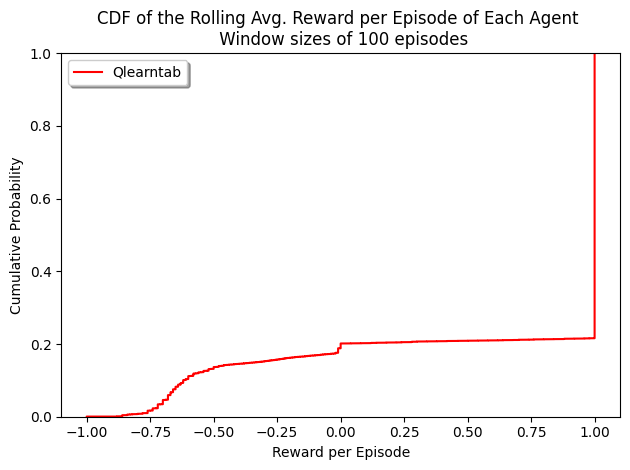 CDF of the Rolling Avg. Reward per Episode of Each Agent
Window sizes of 100 episodes
Qlearntab
Cumulative Probability
1.0
0.8
0.6
0.4
0.2
0.0
−1.00 −0.75 −0.50 −0.25 0.00 0.25 0.50 0.75 1.00
Reward per Episode